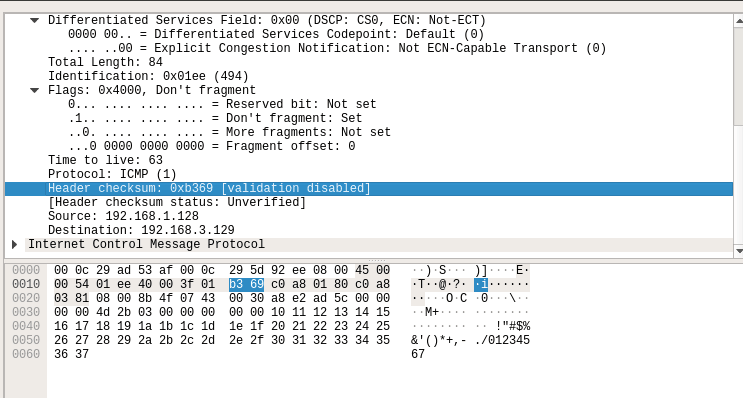 Differentiated Services Field: 0x00 (DSCP: CS0, ECN: Not-ECT)
0000 00.. = Differentiated Services Codepoint: Default (0)
.... ..00 = Explicit Congestion Notification: Not ECN-Capable Transport (0)
Total Length: 84
Identification: 0x01ee (494)
Flags: 0x4000, Don't fragment
0... .... .... .... = Reserved bit: Not set
.1.. .... .... .... = Don't fragment: Set
..0. .... .... .... = More fragments: Not set
...0 0000 0000 0000 = Fragment offset: 0
Time to live: 63
Protocol: ICMP (1)
Header checksum: 0xb369 [validation disabled]
[Header checksum status: Unverified]
Source: 192.168.1.128
Destination: 192.168.3.129
Internet Control Message Protocol
0000 00 0c 29 ad 53 af 00 0c 29 5d 92 ee 08 00 45 00 ··)·S··· )]····E·
0010 00 54 01 ee 40 00 3f 01 b3 69 c0 a8 01 80 c0 a8 ·T··@·?· ·i······
0020 03 81 08 00 8b 4f 07 43 00 30 a8 e2 ad 5c 00 00 ·····O·C ·0···\··
0030 00 00 4d 2b 03 00 00 00 00 00 10 11 12 13 14 15 ··M+···· ········
0040 16 17 18 19 1a 1b 1c 1d 1e 1f 20 21 22 23 24 25 ········ ·· !"#$%
0050 26 27 28 29 2a 2b 2c 2d 2e 2f 30 31 32 33 34 35 &'()*+,- ./012345
0060 36 37 67